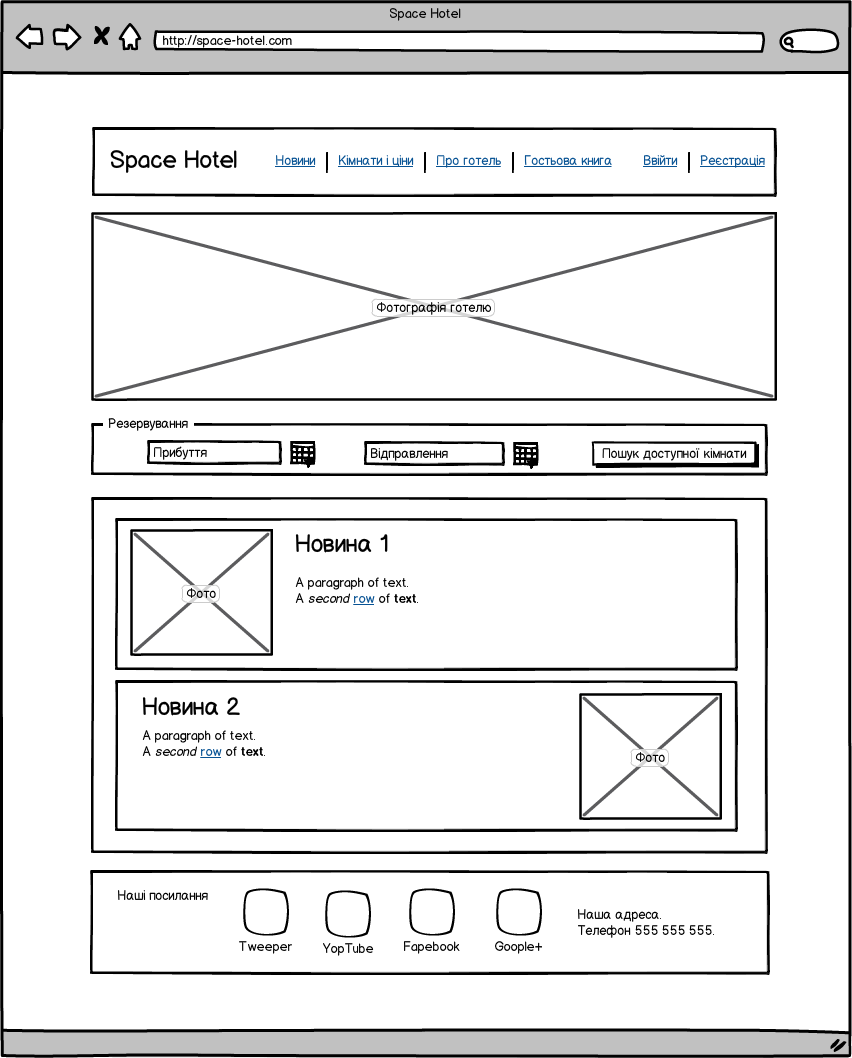 Space Hotel
http://space-hotel.com
Space Hotel
Новини Кімнати і ціни Про готель Гостьова книга Ввійти Реєстрація
Фотографія готелю
Резервування
Прибуття Відправлення Пошук доступної кімнати
Новина 1
Фото
A paragraph of text.
A second row of text.
Новина 2
A paragraph of text.
A second row of text.
Фото
Наші посилання
Tweeper YopTube Fapebook Goople+
Наша адреса.
Телефон 555 555 555.